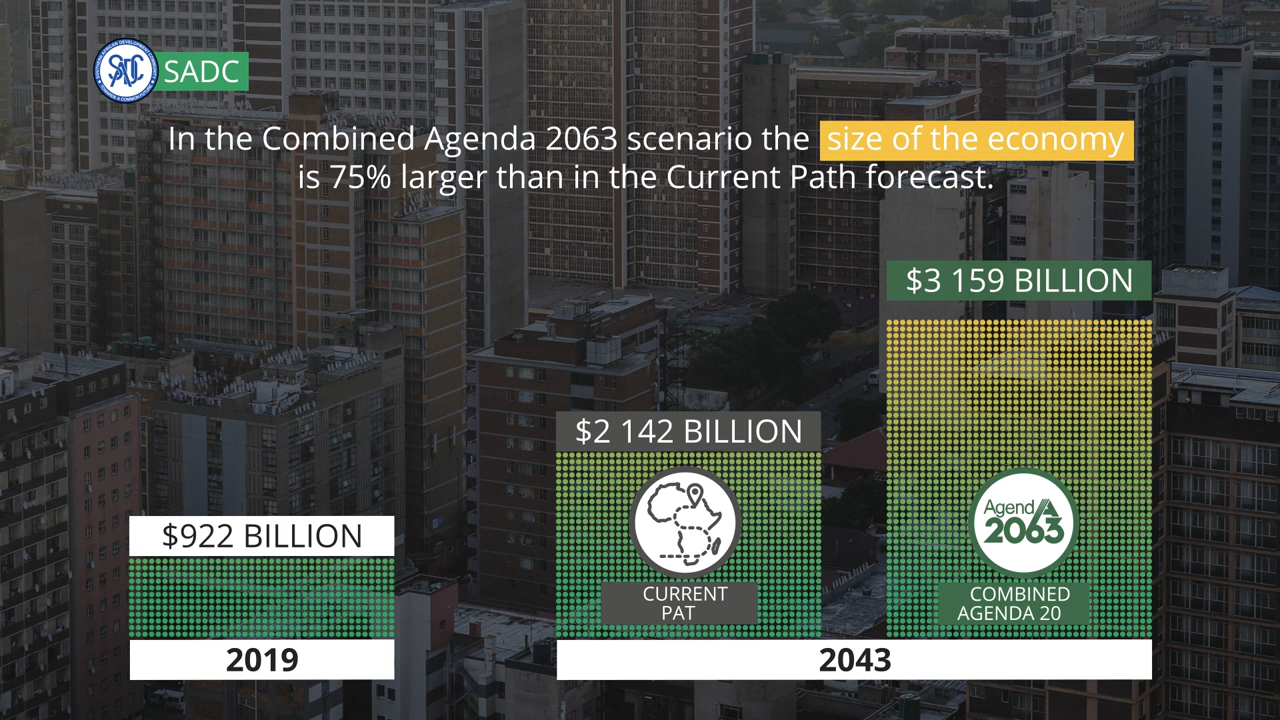 SADC
SADC
In the Combined Agenda 2063 scenario the size of the economy
is 75% larger than in the Current Path forecast.
$3 159 BILLION
$2 142 BILLION
$922 BILLION
Agenda
2063
CURRENT
PAT
COMBINED
AGENDA 20
2019
2043